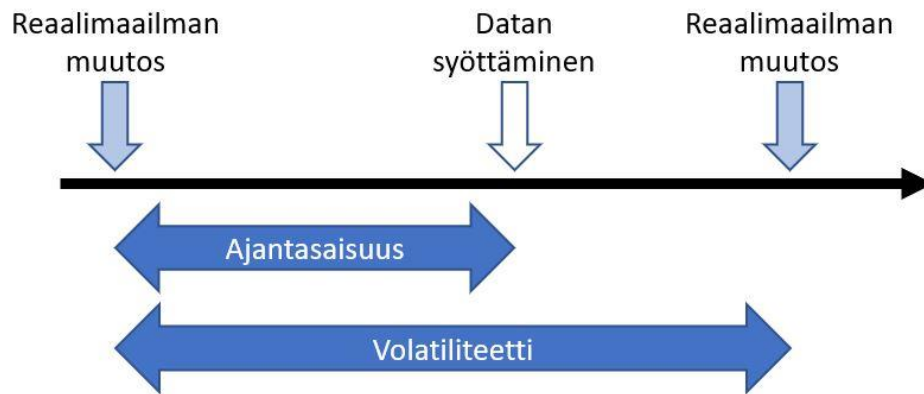 Reaalimaailman
muutos
Datan
syöttäminen
Reaalimaailman
muutos
Ajantasaisuus
Volatiliteetti